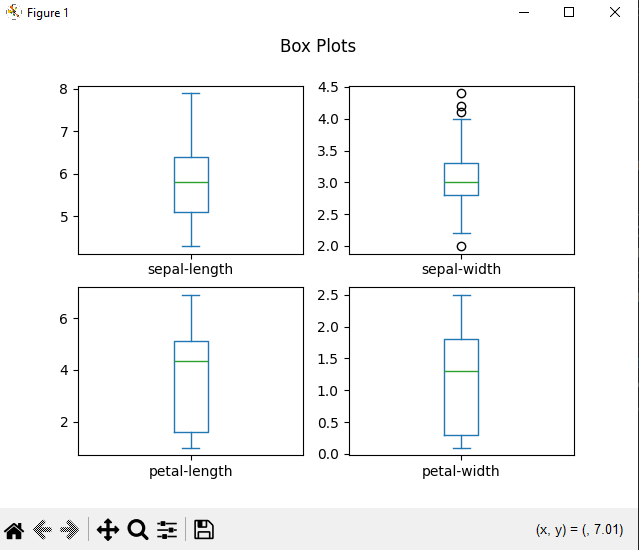 Figure 1
Box Plots
8
7
6
5
sepal-length
4.5
4.0
3.5
3.0
2.5
2.0
sepal-width
6
4
2
petal-length
2.5
2.0
1.5
1.0
0.5
0.0
petal-width
(x, y) = (, 7.01)